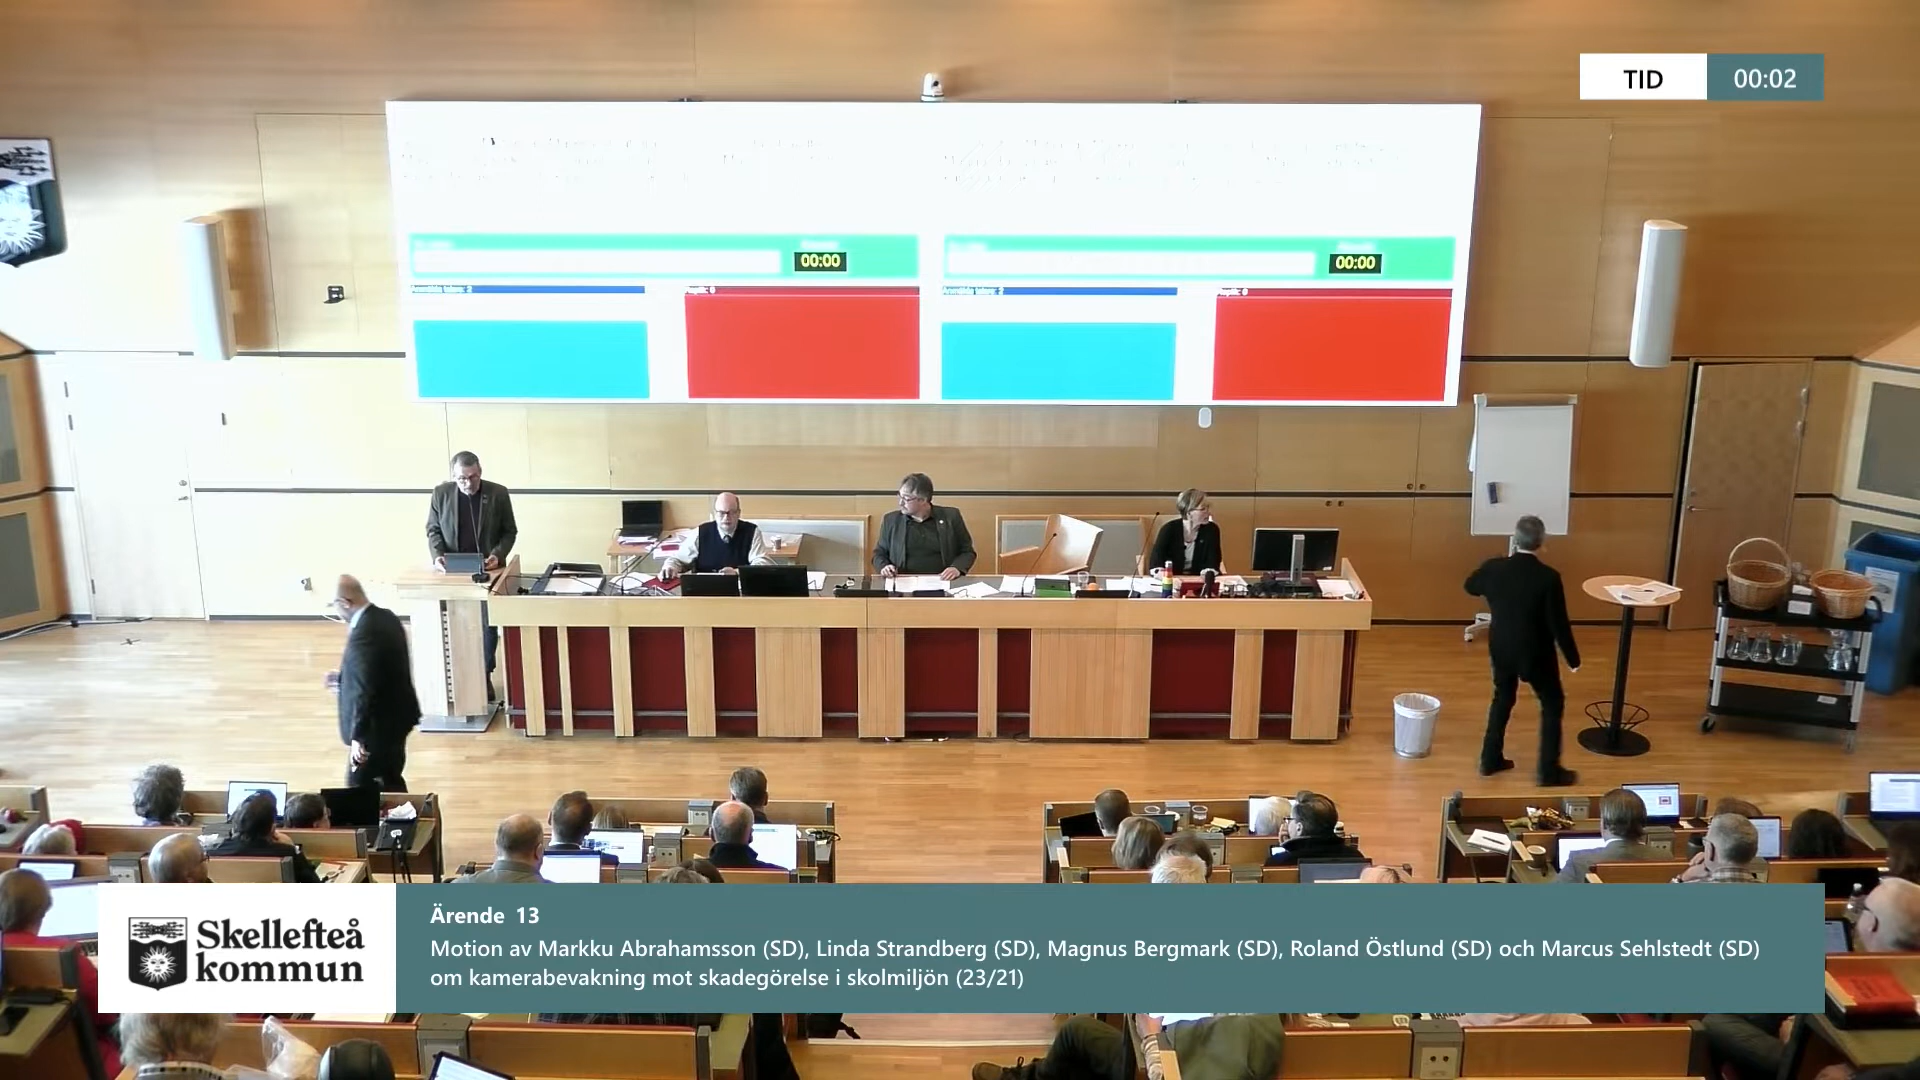 TID 00:02
00:00
00:00
Skellefteå
kommun
Ärende 13
Motion av Markku Abrahamsson (SD), Linda Strandberg (SD), Magnus Bergmark (SD), Roland Östlund (SD) och Marcus Sehlstedt (SD)
om kamerabevakning mot skadegörelse i skolmiljön (23/21)